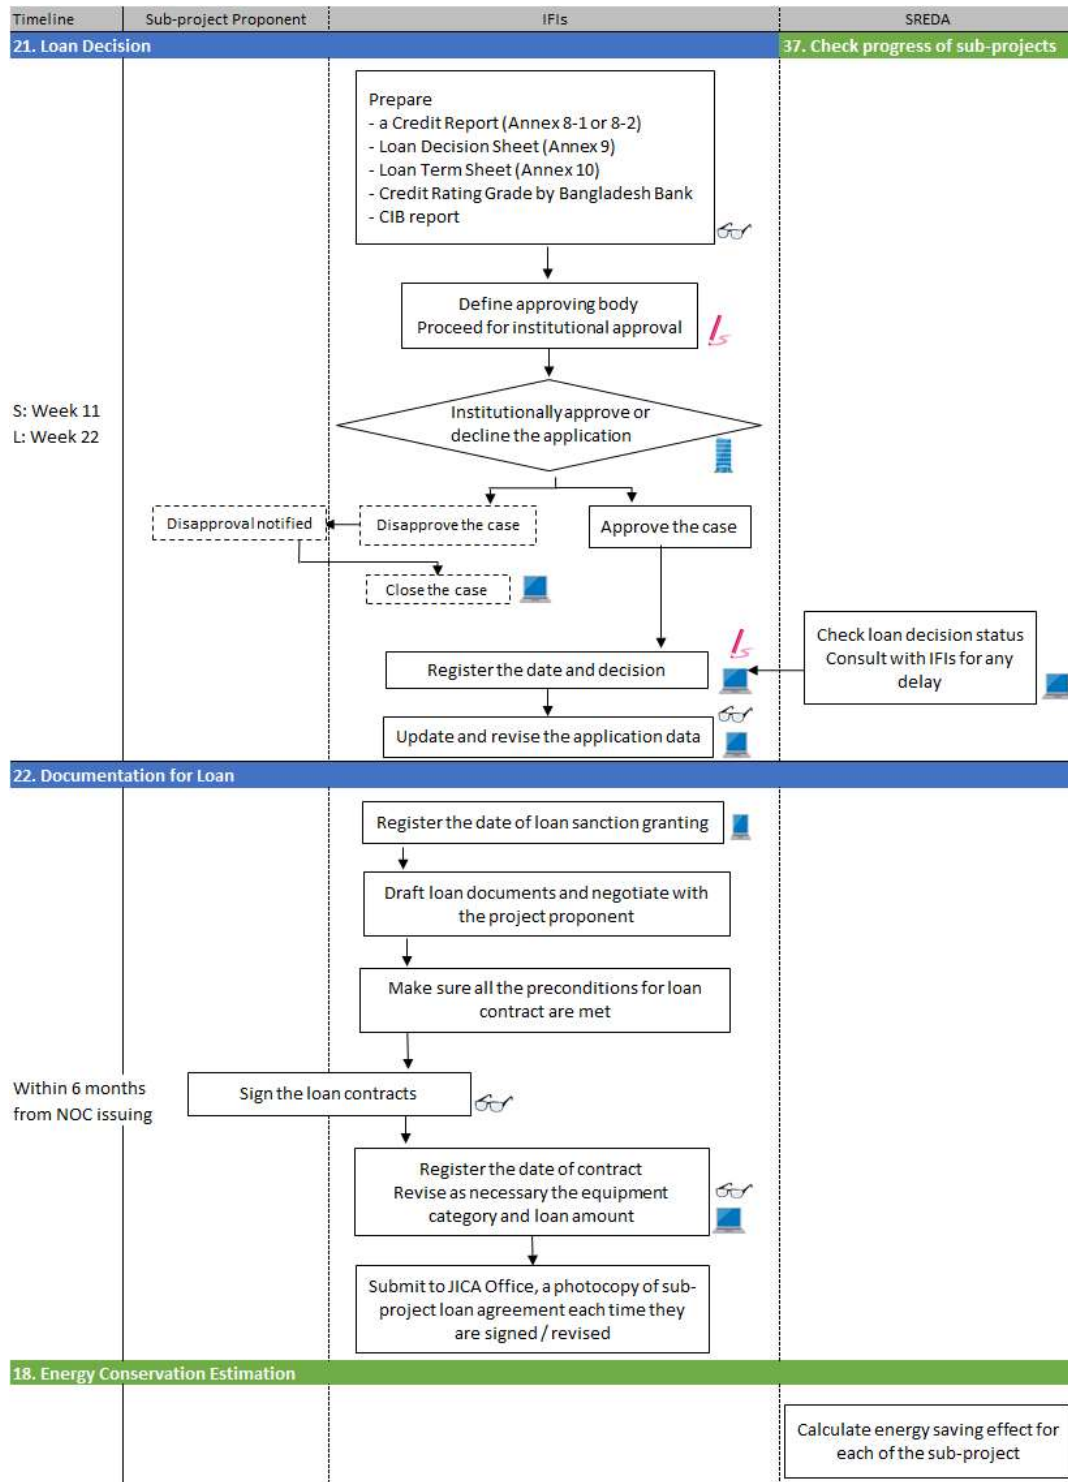 Timeline
Sub-project Proponent
IFIs
SREDA
21. Loan Decision
37. Check progress of sub-projects
Prepare
- a Credit Report (Annex 8-1 or 8-2)
- Loan Decision Sheet (Annex 9)
- Loan Term Sheet (Annex 10)
- Credit Rating Grade by Bangladesh Bank
- CIB report
Define approving body
Proceed for institutional approval
S: Week 11
L: Week 22
Institutionally approve or
decline the application
Disapproval notified
Disapprove the case
Approve the case
Close the case
Check loan decision status
Consult with IFIs for any
delay
Register the date and decision
Update and revise the application data
22. Documentation for Loan
Register the date of loan sanction granting
Draft loan documents and negotiate with
the project proponent
Make sure all the preconditions for loan
contract are met
Within 6 months
from NOC issuing
Sign the loan contracts
Register the date of contract
Revise as necessary the equipment
category and loan amount
Submit to JICA Office, a photocopy of sub-
project loan agreement each time they
are signed / revised
18. Energy Conservation Estimation
Calculate energy saving effect for
each of the sub-project